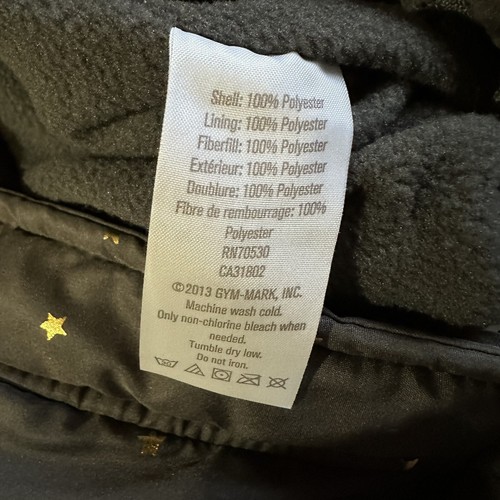 Shell: 100% Polyester
Lining: 100% Polyester
Fiberfill: 100% Polyester
Extérieur: 100% Polyester
Doublure: 100% Polyester
Fibre de rembourrage: 100%
Polyester
RN70530
CA31802
©2013 GYM-MARK, INC.
Machine wash cold.
Only non-chlorine bleach when
needed.
Tumble dry low.
Do not iron.